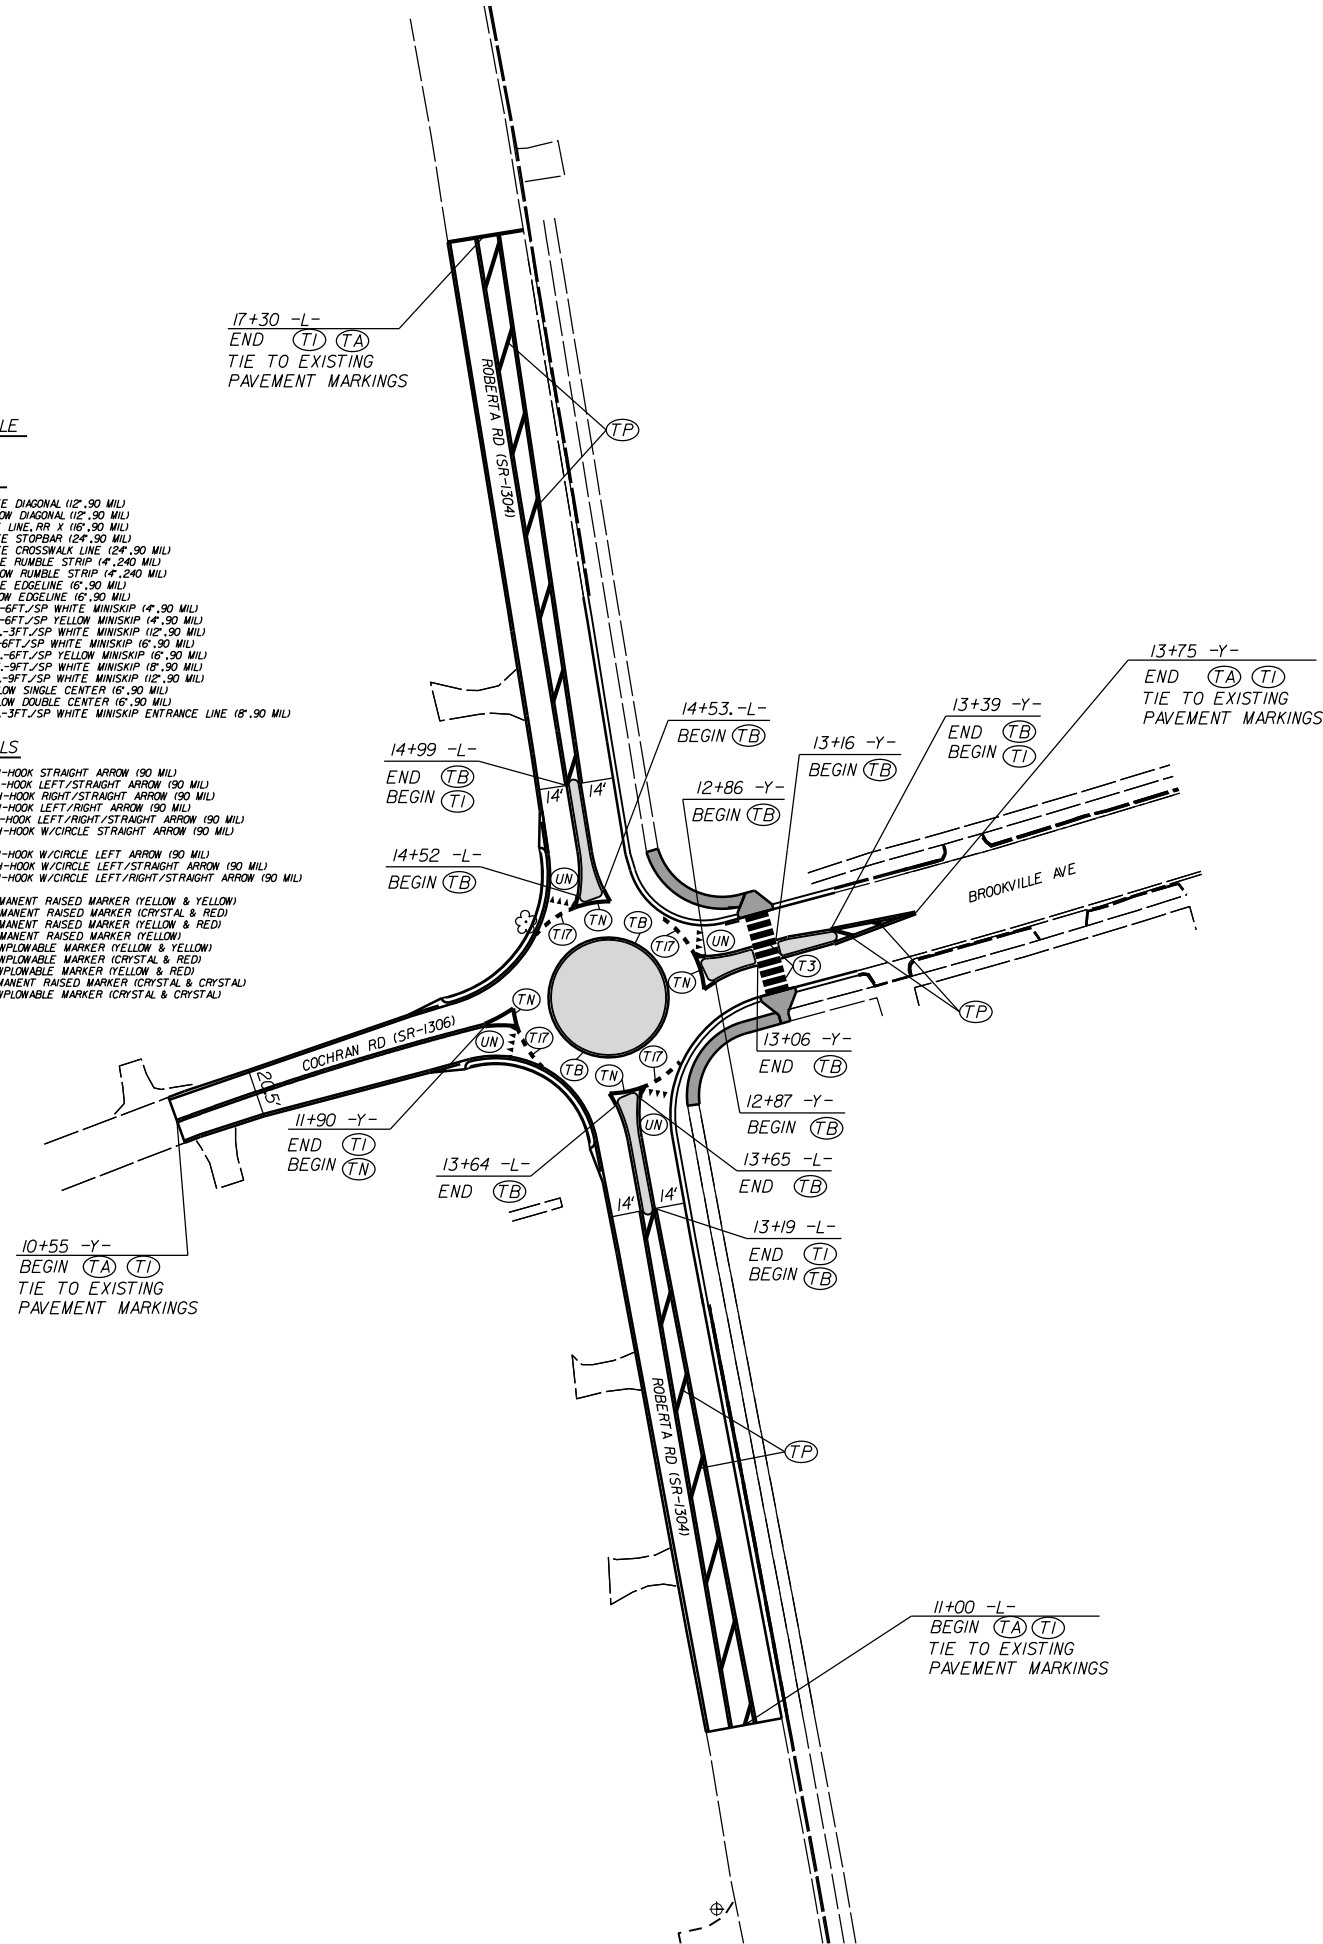 17+30 -L-
END TI TA
TIE TO EXISTING
PAVEMENT MARKINGS
ROBERTA RD (SR-1304)
TP
LE
E DIAGONAL (12",90 MIL)
OW DIAGONAL (12",90 MIL)
LINE, RR X (16",90 MIL)
E STOPBAR (24",90 MIL)
E CROSSWALK LINE (24",90 MIL)
E RUMBLE STRIP (4",240 MIL)
OW RUMBLE STRIP (4",240 MIL)
E EDGELINE (6",90 MIL)
OW EDGELINE (6",90 MIL)
-6FT./SP WHITE MINISKIP (4",90 MIL)
-6FT./SP YELLOW MINISKIP (4",90 MIL)
.-3FT./SP WHITE MINISKIP (12",90 MIL)
-6FT./SP WHITE MINISKIP (6",90 MIL)
.-6FT./SP YELLOW MINISKIP (6",90 MIL)
.-9FT./SP WHITE MINISKIP (8",90 MIL)
.-9FT./SP WHITE MINISKIP (12",90 MIL)
LOW SINGLE CENTER (6",90 MIL)
LOW DOUBLE CENTER (6",90 MIL)
.-3FT./SP WHITE MINISKIP ENTRANCE LINE (8",90 MIL)
LS
-HOOK STRAIGHT ARROW (90 MIL)
-HOOK LEFT/STRAIGHT ARROW (90 MIL)
H-HOOK RIGHT/STRAIGHT ARROW (90 MIL)
-HOOK LEFT/RIGHT ARROW (90 MIL)
-HOOK LEFT/RIGHT/STRAIGHT ARROW (90 MIL)
H-HOOK W/CIRCLE STRAIGHT ARROW (90 MIL)
-HOOK W/CIRCLE LEFT ARROW (90 MIL)
H-HOOK W/CIRCLE LEFT/STRAIGHT ARROW (90 MIL)
-HOOK W/CIRCLE LEFT/RIGHT/STRAIGHT ARROW (90 MIL)
MANENT RAISED MARKER (YELLOW & YELLOW)
MANENT RAISED MARKER (CRYSTAL & RED)
MANENT RAISED MARKER (YELLOW & RED)
MANENT RAISED MARKER (YELLOW)
WPLOWABLE MARKER (YELLOW & YELLOW)
WPLOWABLE MARKER (CRYSTAL & RED)
WPLOWABLE MARKER (YELLOW & RED)
MANENT RAISED MARKER (CRYSTAL & CRYSTAL)
WPLOWABLE MARKER (CRYSTAL & CRYSTAL)
13+75 -Y-
END TA TI
TIE TO EXISTING
PAVEMENT MARKINGS
14+53.-L-
BEGIN TB
13+39 -Y-
END TB
BEGIN TI
13+16 -Y-
BEGIN TB
14+99 -L-
END TB
BEGIN TI
14' 14'
12+86 -Y-
BEGIN TB
14+52 -L-
BEGIN TB
BROOKVILLE AVE
UN
TN
TB
T17
T17
UN
TN
T3
TP
TN
COCHRAN RD (SR-1306)
UN
T17
T17
TB
TN
UN
20.5'
13+06 -Y-
END TB
12+87 -Y-
BEGIN TB
11+90 -Y-
END TI
BEGIN TN
13+64 -L-
END TB
13+65 -L-
END TB
14' 14'
13+19 -L-
END TI
BEGIN TB
10+55 -Y-
BEGIN TA TI
TIE TO EXISTING
PAVEMENT MARKINGS
ROBERTA RD (SR-1304)
TP
11+00 -L-
BEGIN TA TI
TIE TO EXISTING
PAVEMENT MARKINGS